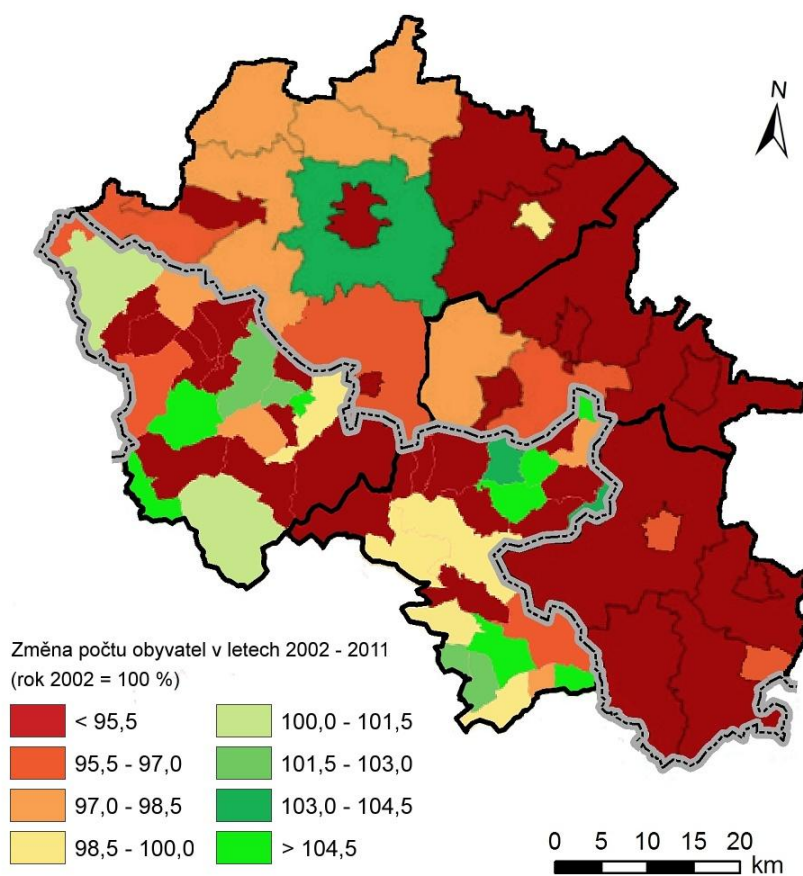 N
Změna počtu obyvatel v letech 2002 - 2011
(rok 2002 = 100 %)
< 95,5
95,5 - 97,0
97,0 - 98,5
98,5 - 100,0
100,0 - 101,5
101,5 - 103,0
103,0 - 104,5
> 104,5
0 5 10 15 20
km